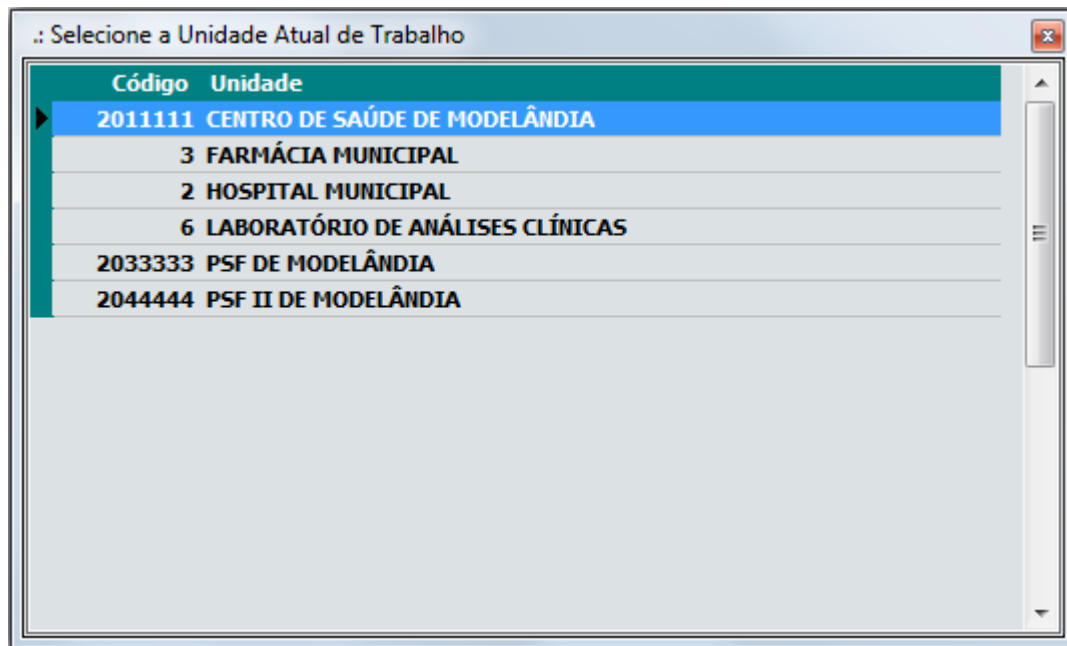 .: Selecione a Unidade Atual de Trabalho
Código Unidade
2011111 CENTRO DE SAÚDE DE MODELÂNDIA
3 FARMÁCIA MUNICIPAL
2 HOSPITAL MUNICIPAL
6 LABORATÓRIO DE ANÁLISES CLÍNICAS
2033333 PSF DE MODELÂNDIA
2044444 PSF II DE MODELÂNDIA